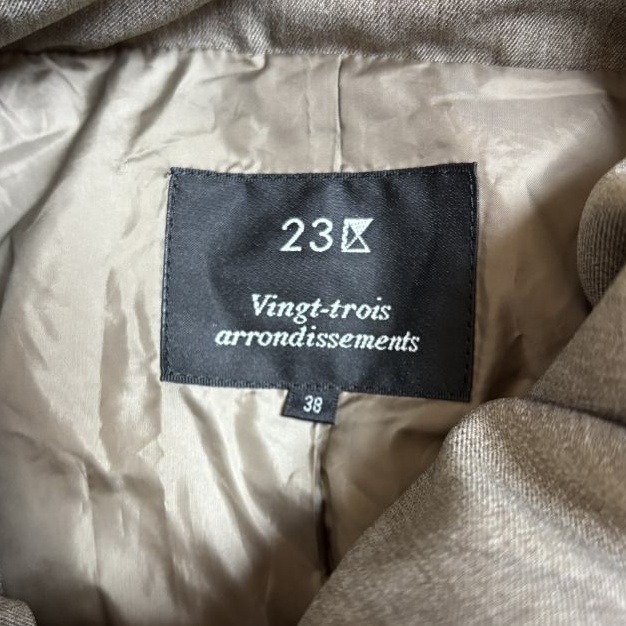 23区
Vingt-trois
arrondissements
38